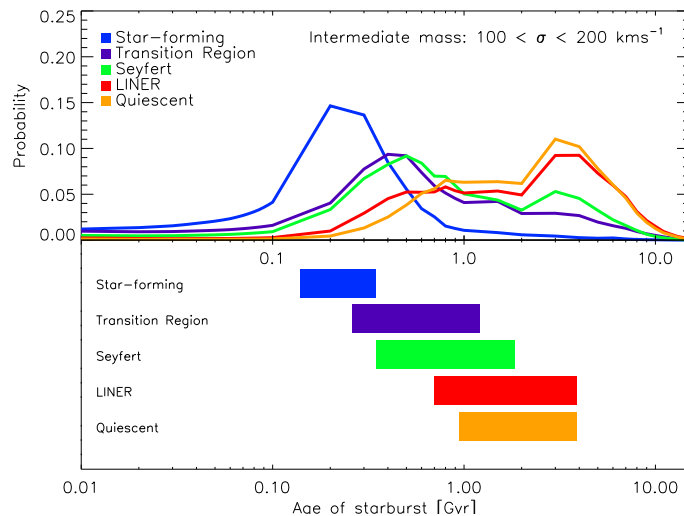 0.25
Star-forming
Intermediate mass: 100 < σ < 200 kms⁻¹
Transition Region
0.20
Seyfert
LINER
Quiescent
0.15
Probability
0.10
0.05
0.00
0.1 1.0 10.0
Star-forming
Transition Region
Seyfert
LINER
Quiescent
0.01 0.10 1.00 10.00
Age of starburst [Gyr]